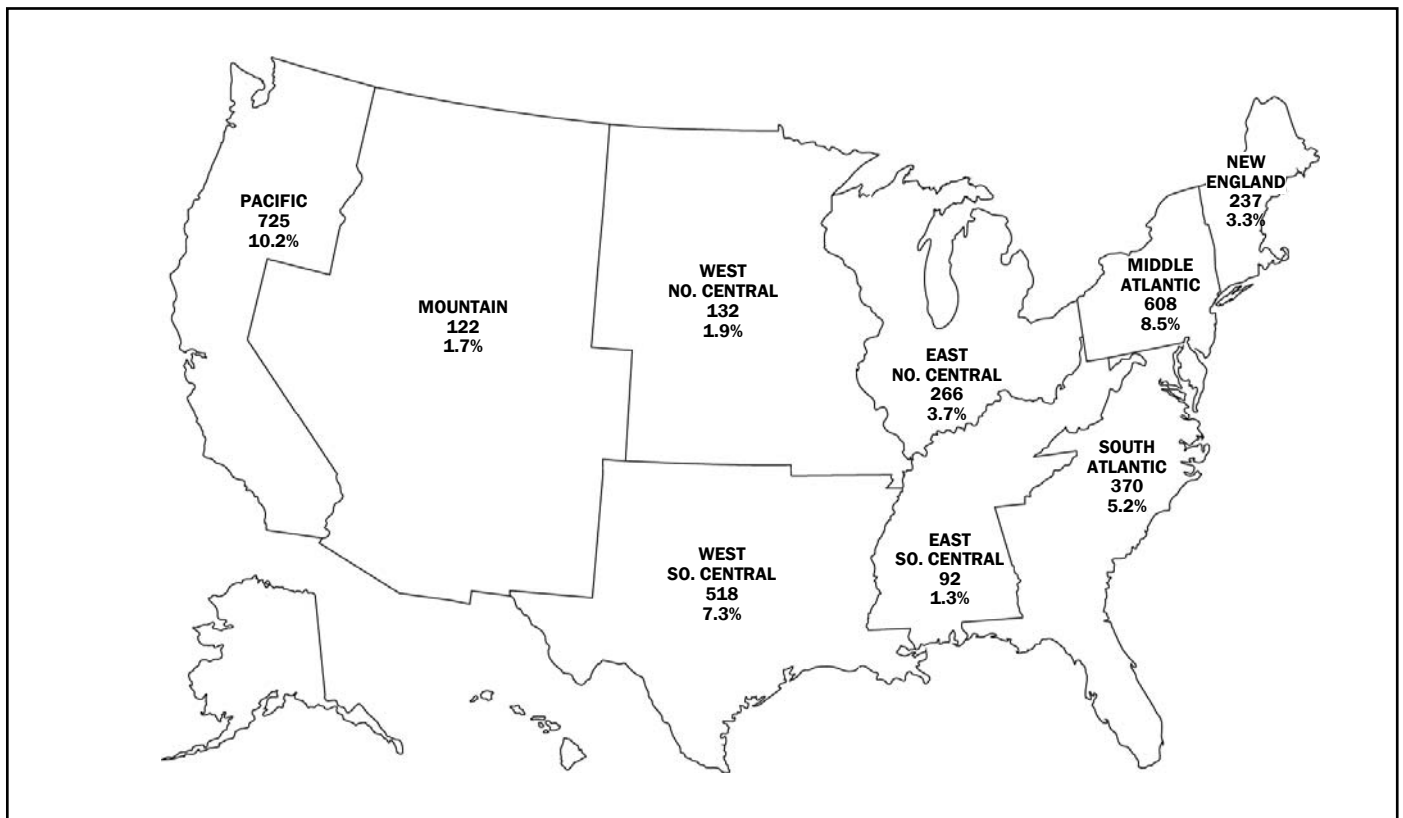 PACIFIC
725
10.2%
MOUNTAIN
122
1.7%
WEST
NO. CENTRAL
132
1.9%
EAST
NO. CENTRAL
266
3.7%
NEW
ENGLAND
237
3.3%
MIDDLE
ATLANTIC
608
8.5%
SOUTH
ATLANTIC
370
5.2%
EAST
SO. CENTRAL
92
1.3%
WEST
SO. CENTRAL
518
7.3%